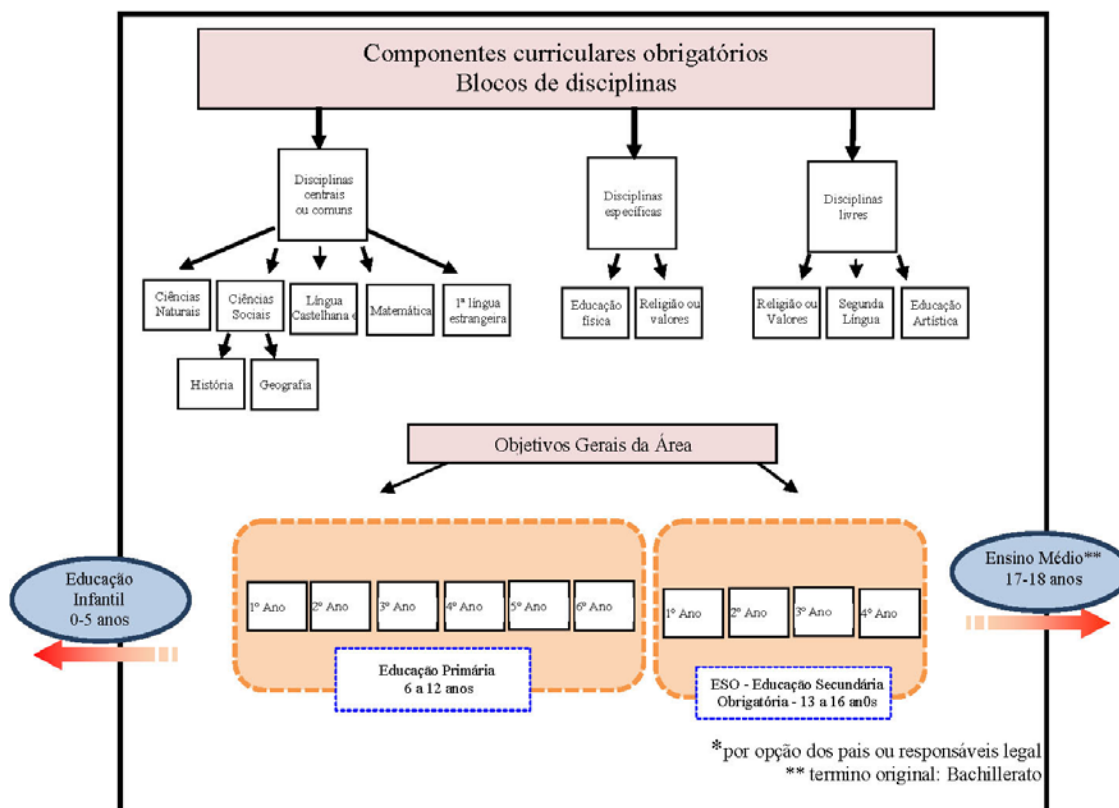 Componentes curriculares obrigatórios
Blocos de disciplinas
Disciplinas
centrais
ou comuns
Disciplinas
específicas
Disciplinas
livres
Ciências
Naturais
Ciências
Sociais
Língua
Castelhana e
Matemática
1ª língua
estrangeira
Educação
física
Religião ou
valores
Religião ou
Valores
Segunda
Língua
Educação
Artística
História
Geografia
Objetivos Gerais da Área
Educação
Infantil
0-5 anos
1º Ano
2º Ano
3º Ano
4º Ano
5º Ano
6º Ano
1º Ano
2º Ano
3º Ano
4º Ano
Ensino Médio**
17-18 anos
Educação Primária
6 a 12 anos
ESO - Educação Secundária
Obrigatória - 13 a 16 an0s
*por opção dos pais ou responsáveis legal
** termino original: Bachillerato